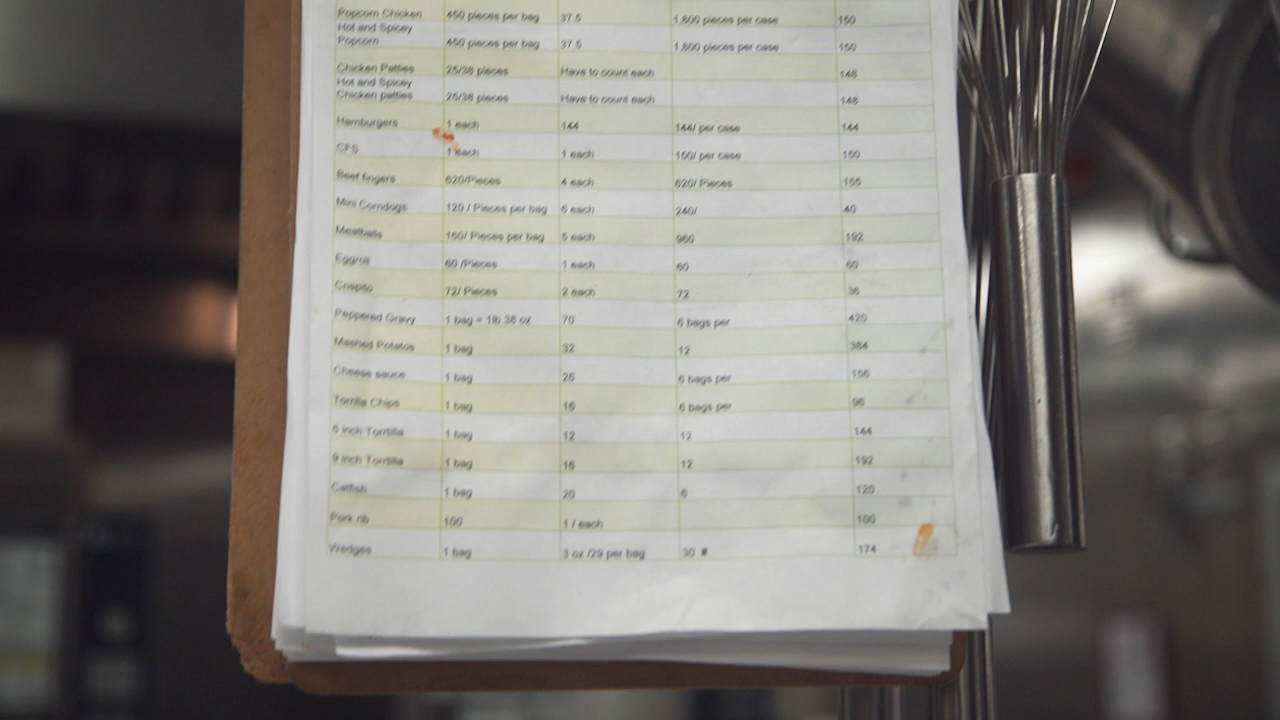 Popcorn Chicken 450 pieces per bag 37.5 1,800 pieces per case 150
Hot and Spicey
Popcorn 450 pieces per bag 37.5 1,800 pieces per case 150
Chicken Patties 25/38 pieces Have to count each 148
Hot and Spicey
Chicken patties 25/38 pieces Have to count each 148
Hamburgers 1 each 144 144/ per case 144
CFS 1 each 1 each 150/ per case 150
Beef fingers 620/Pieces 4 each 620/ Pieces 155
Mini Corndogs 120 / Pieces per bag 6 each 240/ 40
Meatballs 160/ Pieces per bag 5 each 960 192
Eggroll 60 /Pieces 1 each 60 60
Crispito 72/ Pieces 2 each 72 36
Peppered Gravy 1 bag = 1lb 38 oz 70 6 bags per 420
Mashed Potatos 1 bag 32 12 384
Cheese sauce 1 bag 26 6 bags per 156
Torrilla Chips 1 bag 16 6 bags per 96
6 inch Torrtilla 1 bag 12 12 144
9 inch Torrtilla 1 bag 16 12 192
Catfish 1 bag 20 6 120
Pork rib 100 1 / each 100
Wedges 1 bag 3 oz /29 per bag 30 # 174